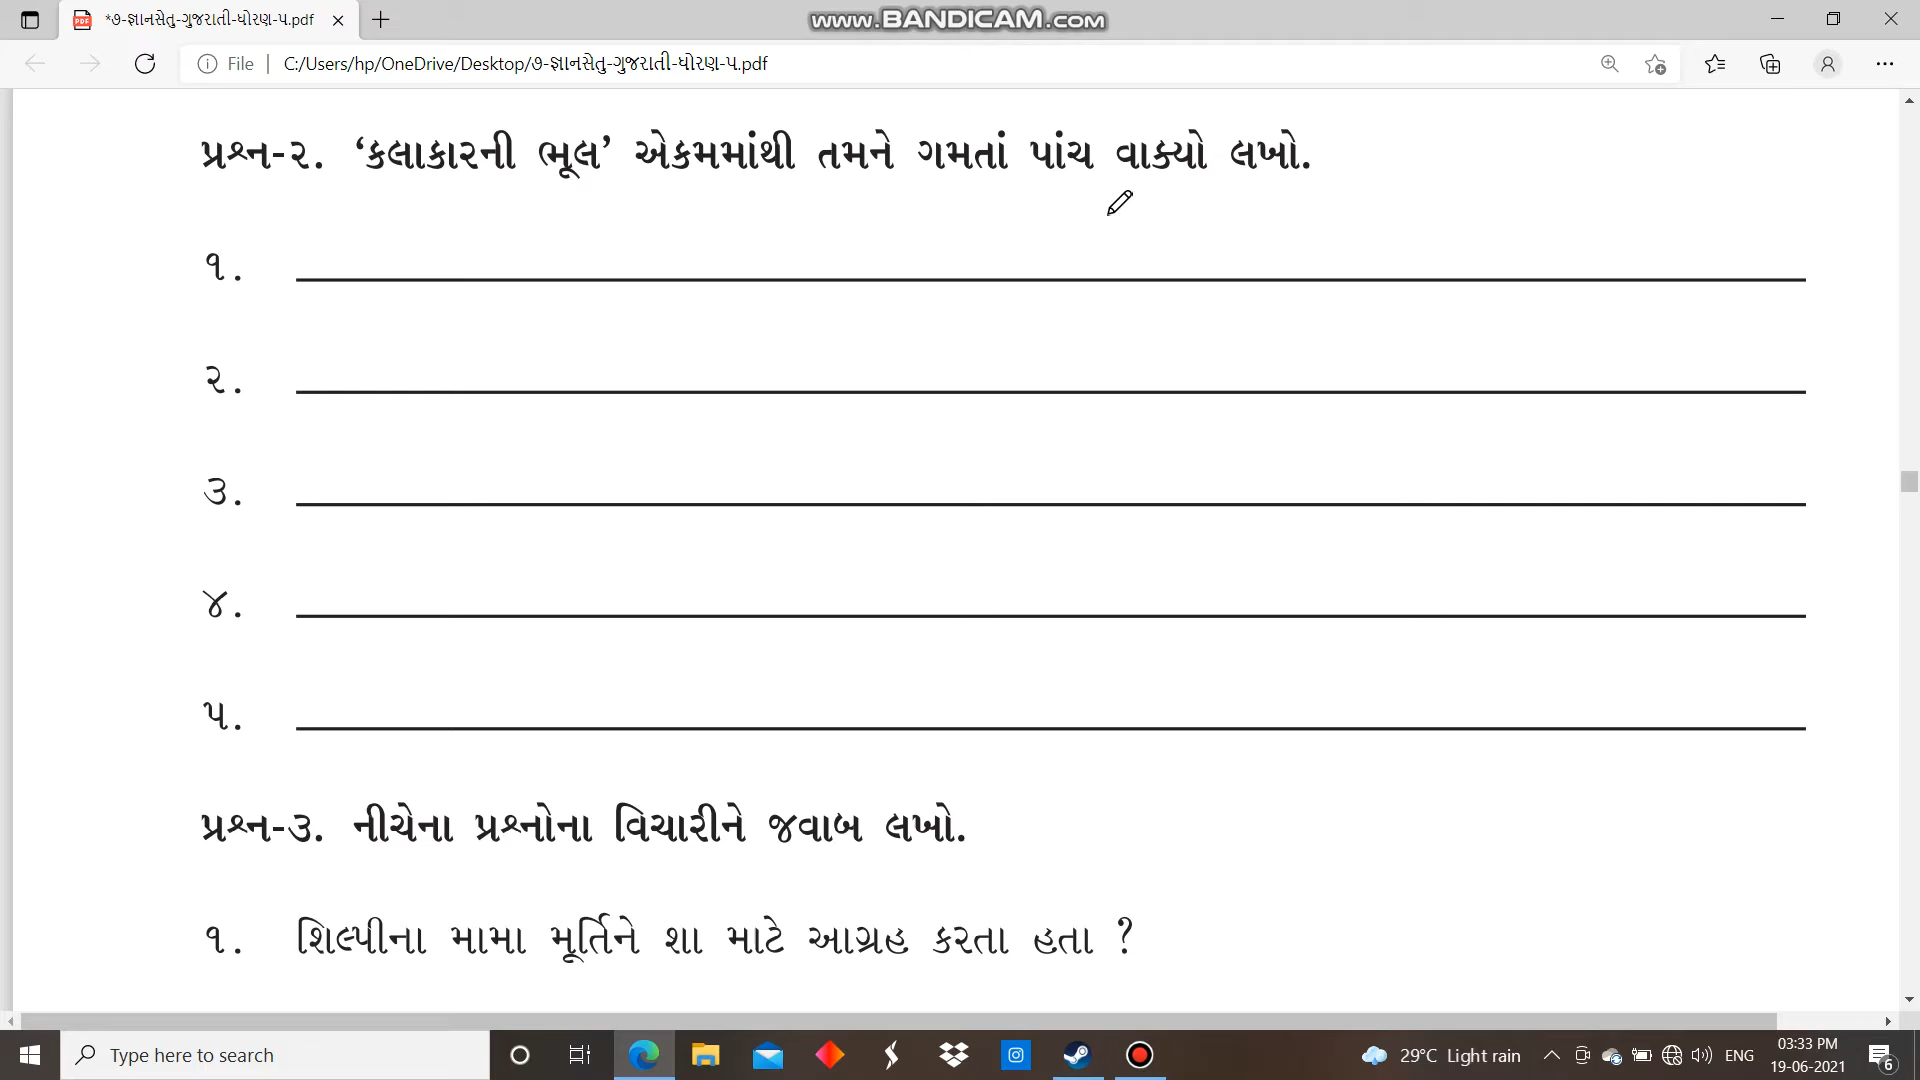 *૭-જ્ઞાનસેતુ-ગુજરાતી-ધોરણ-૫.pdf
www.BANDICAM.com
File | C:/Users/hp/OneDrive/Desktop/૭-જ્ઞાનસેતુ-ગુજરાતી-ધોરણ-૫.pdf
પ્રશ્ન-૨. ‘કલાકારની ભૂલ’ એકમમાંથી તમને ગમતાં પાંચ વાક્યો લખો.
૧.
૨.
૩.
૪.
૫.
પ્રશ્ન-૩. નીચેના પ્રશ્નોના વિચારીને જવાબ લખો.
૧. શિલ્પીના મામા મૂર્તિને શા માટે આગ્રહ કરતા હતા ?
Type here to search
29°C Light rain
ENG
03:33 PM
19-06-2021
6